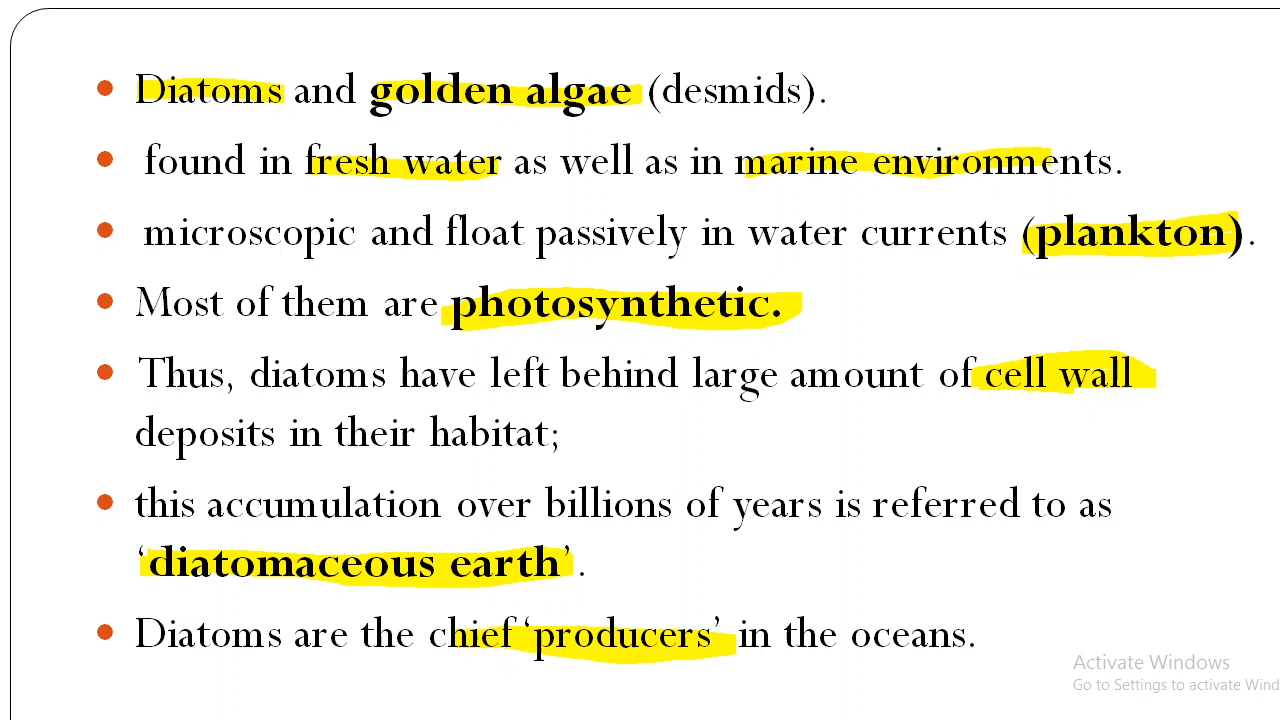 Diatoms and golden algae (desmids).
found in fresh water as well as in marine environments.
microscopic and float passively in water currents (plankton).
Most of them are photosynthetic.
Thus, diatoms have left behind large amount of cell wall
deposits in their habitat;
this accumulation over billions of years is referred to as
‘diatomaceous earth’.
Diatoms are the chief ‘producers’ in the oceans.
Activate Windows
Go to Settings to activate Wind